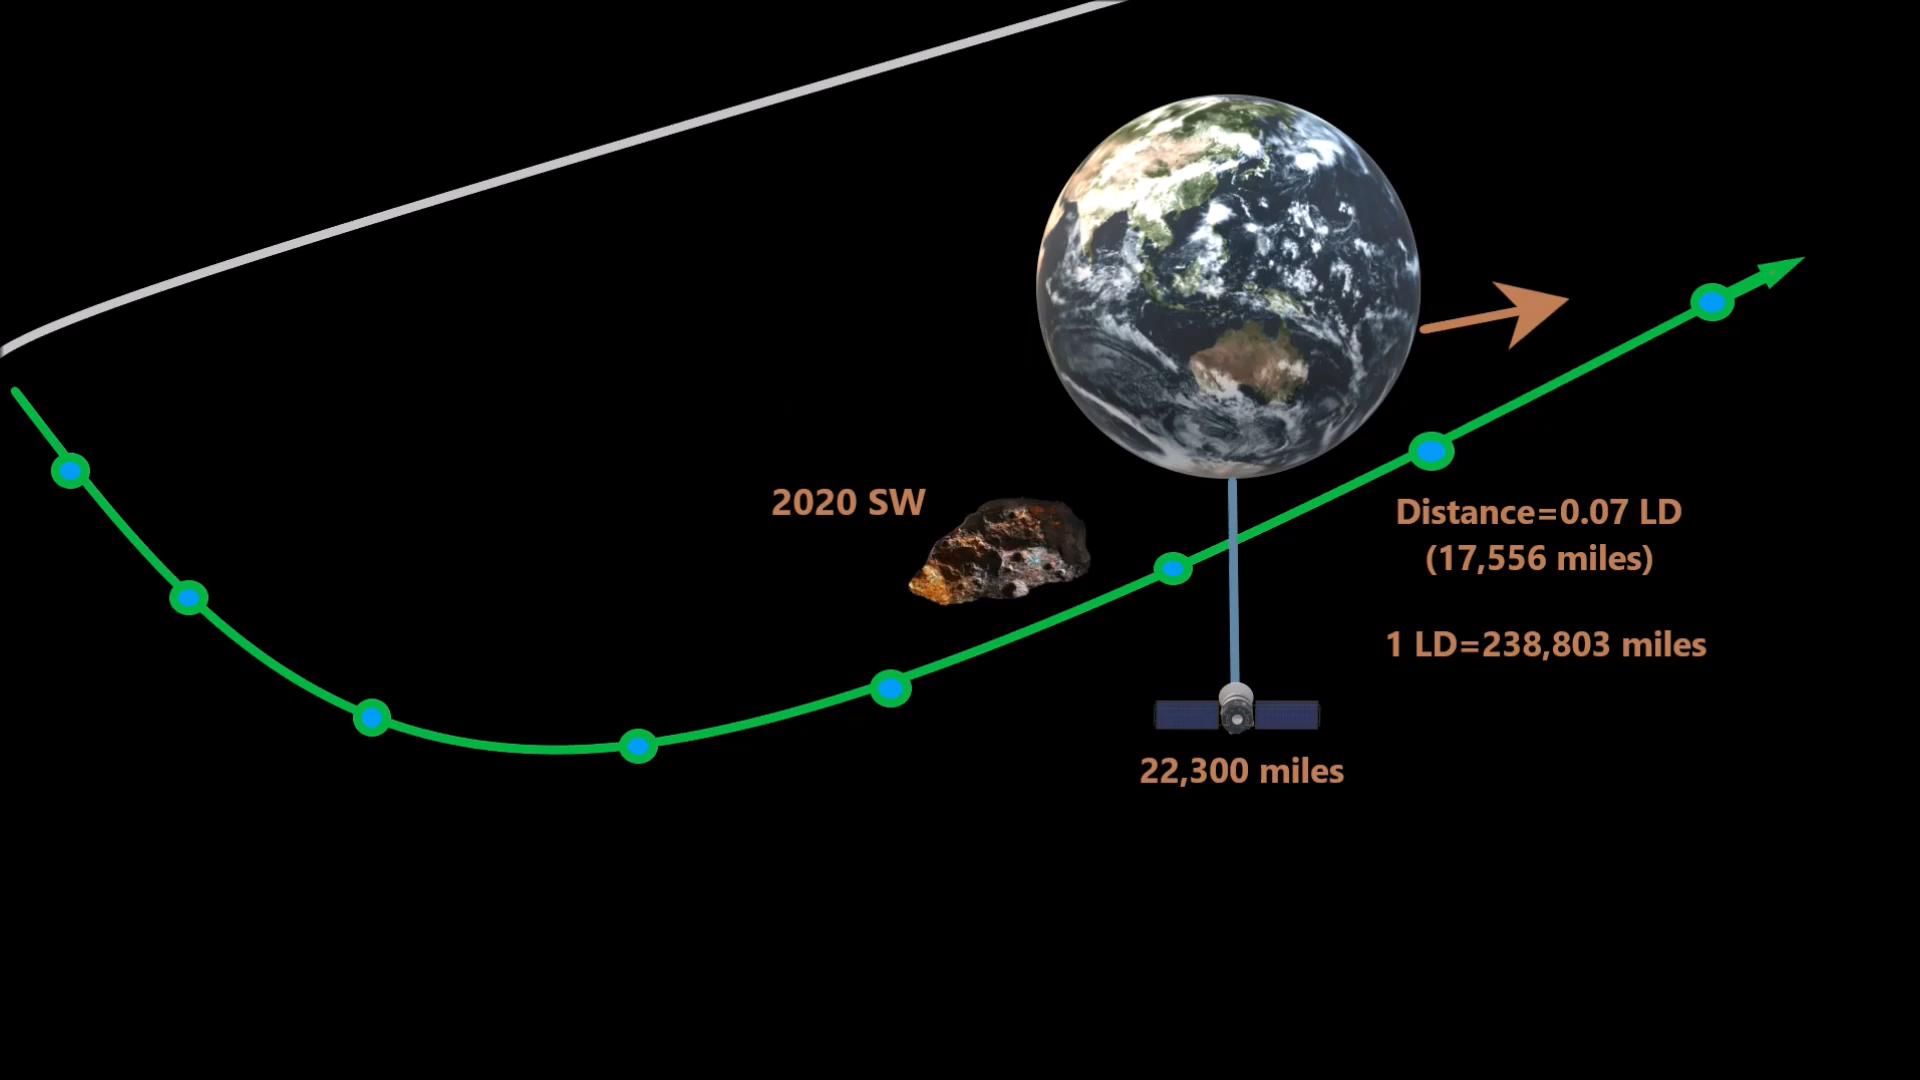 2020 SW
Distance=0.07 LD
(17,556 miles)
1 LD=238,803 miles
22,300 miles